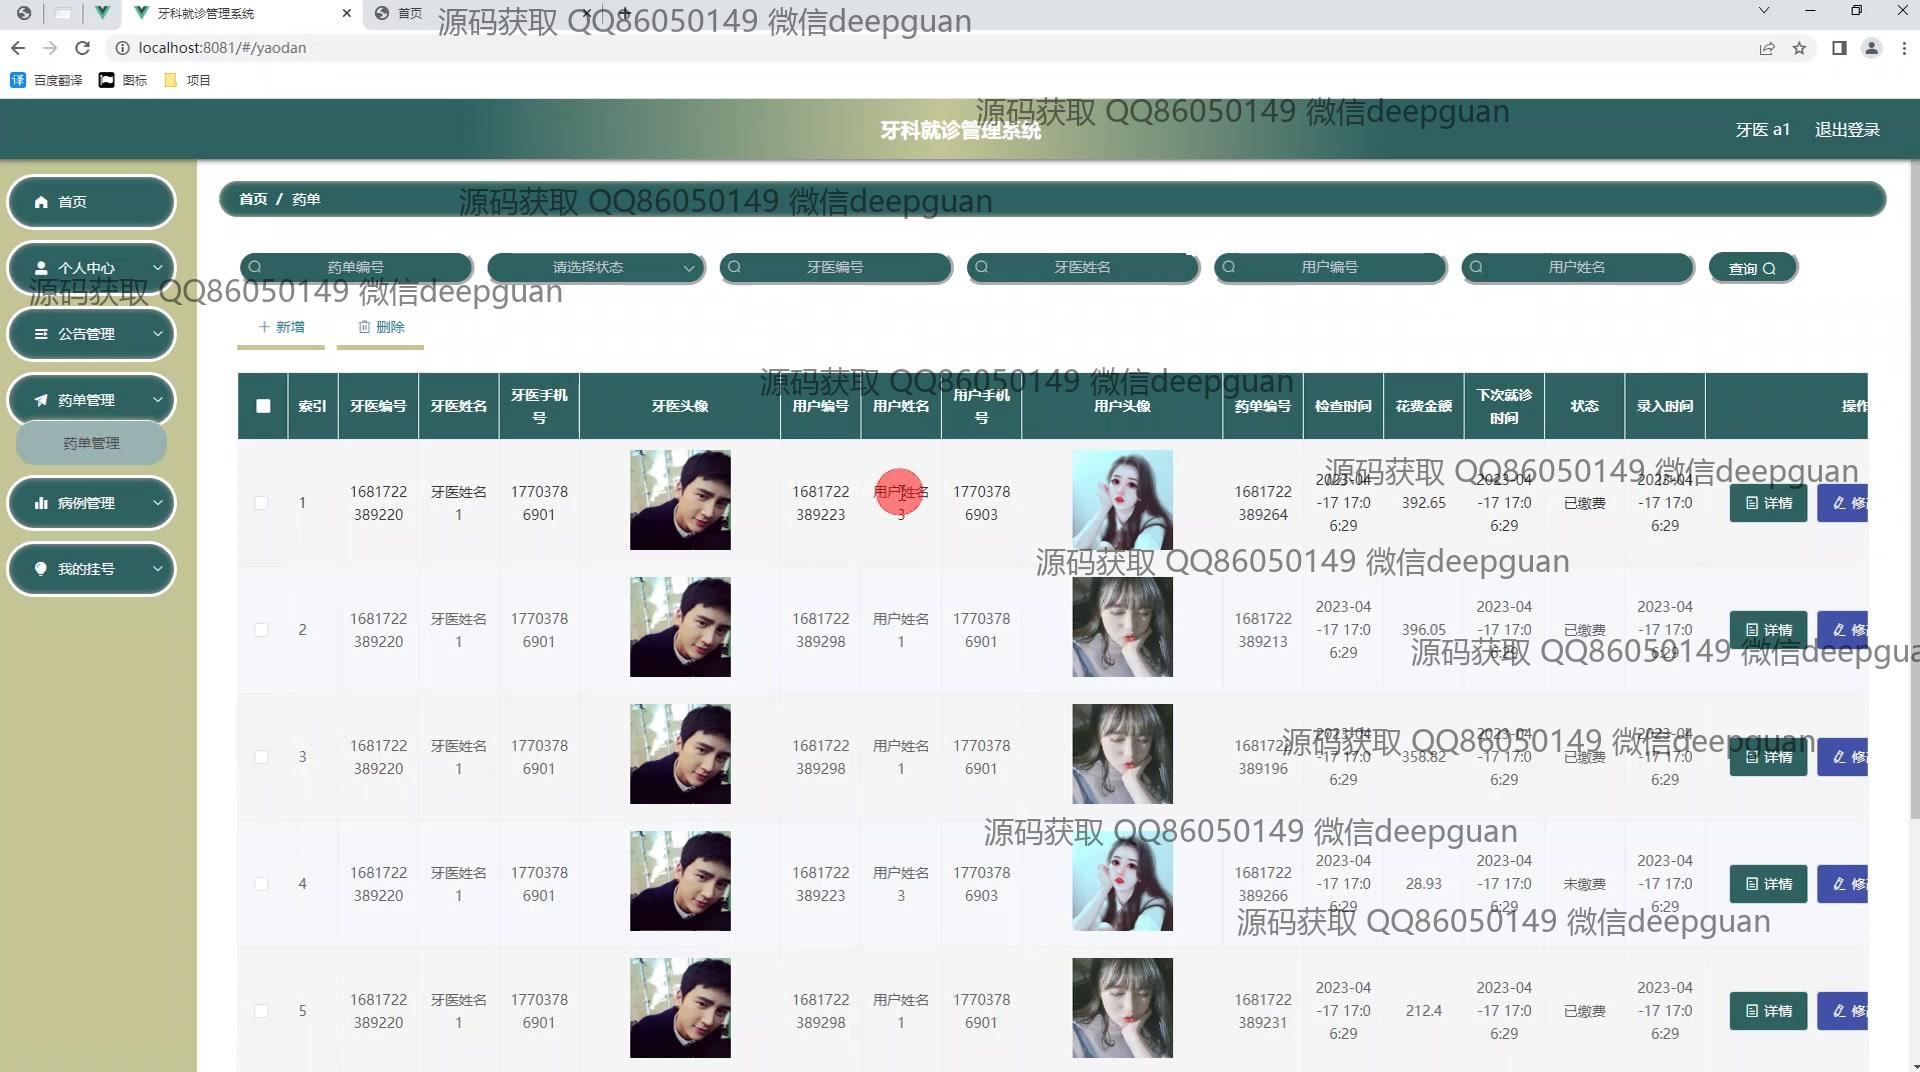 牙科就诊管理系统
首页
源码获取 QQ86050149 微信deepguan
localhost:8081/#/yaodan
百度翻译 图标 项目
源码获取 QQ86050149 微信deepguan
牙科就诊管理系统
牙医 a1 退出登录
首页 / 药单
源码获取 QQ86050149 微信deepguan
首页
个人中心
源码获取 QQ86050149 微信deepguan
公告管理
药单管理
药单管理
病例管理
我的挂号
药单编号 请选择状态 牙医编号 牙医姓名 用户编号 用户姓名 查询
新增 删除
源码获取 QQ86050149 微信deepguan
索引 牙医编号 牙医姓名 牙医手机号 牙医头像 用户编号 用户姓名 用户手机号 用户头像 药单编号 检查时间 花费金额 下次就诊时间 状态 录入时间 操作
源码获取 QQ86050149 微信deepguan
1 1681722389220 牙医姓名1 17703786901 1681722389223 用户姓名3 17703786903 1681722389264 2023-04-17 17:06:29 392.65 2023-04-17 17:06:29 已缴费 2023-04-17 17:06:29 详情
源码获取 QQ86050149 微信deepguan
2 1681722389220 牙医姓名1 17703786901 1681722389298 用户姓名1 17703786901 1681722389213 2023-04-17 17:06:29 396.05 2023-04-17 17:06:29 已缴费 2023-04-17 17:06:29 详情
源码获取 QQ86050149 微信deepgua
3 1681722389220 牙医姓名1 17703786901 1681722389298 用户姓名1 17703786901 1681722389196 2023-04-17 17:06:29 358.82 2023-04-17 17:06:29 已缴费 2023-04-17 17:06:29 详情
源码获取 QQ86050149 微信deepguan
源码获取 QQ86050149 微信deepguan
4 1681722389220 牙医姓名1 17703786901 1681722389223 用户姓名3 17703786903 1681722389266 2023-04-17 17:06:29 28.93 2023-04-17 17:06:29 未缴费 2023-04-17 17:06:29 详情
源码获取 QQ86050149 微信deepguan
5 1681722389220 牙医姓名1 17703786901 1681722389298 用户姓名1 17703786901 1681722389231 2023-04-17 17:06:29 212.4 2023-04-17 17:06:29 已缴费 2023-04-17 17:06:29 详情